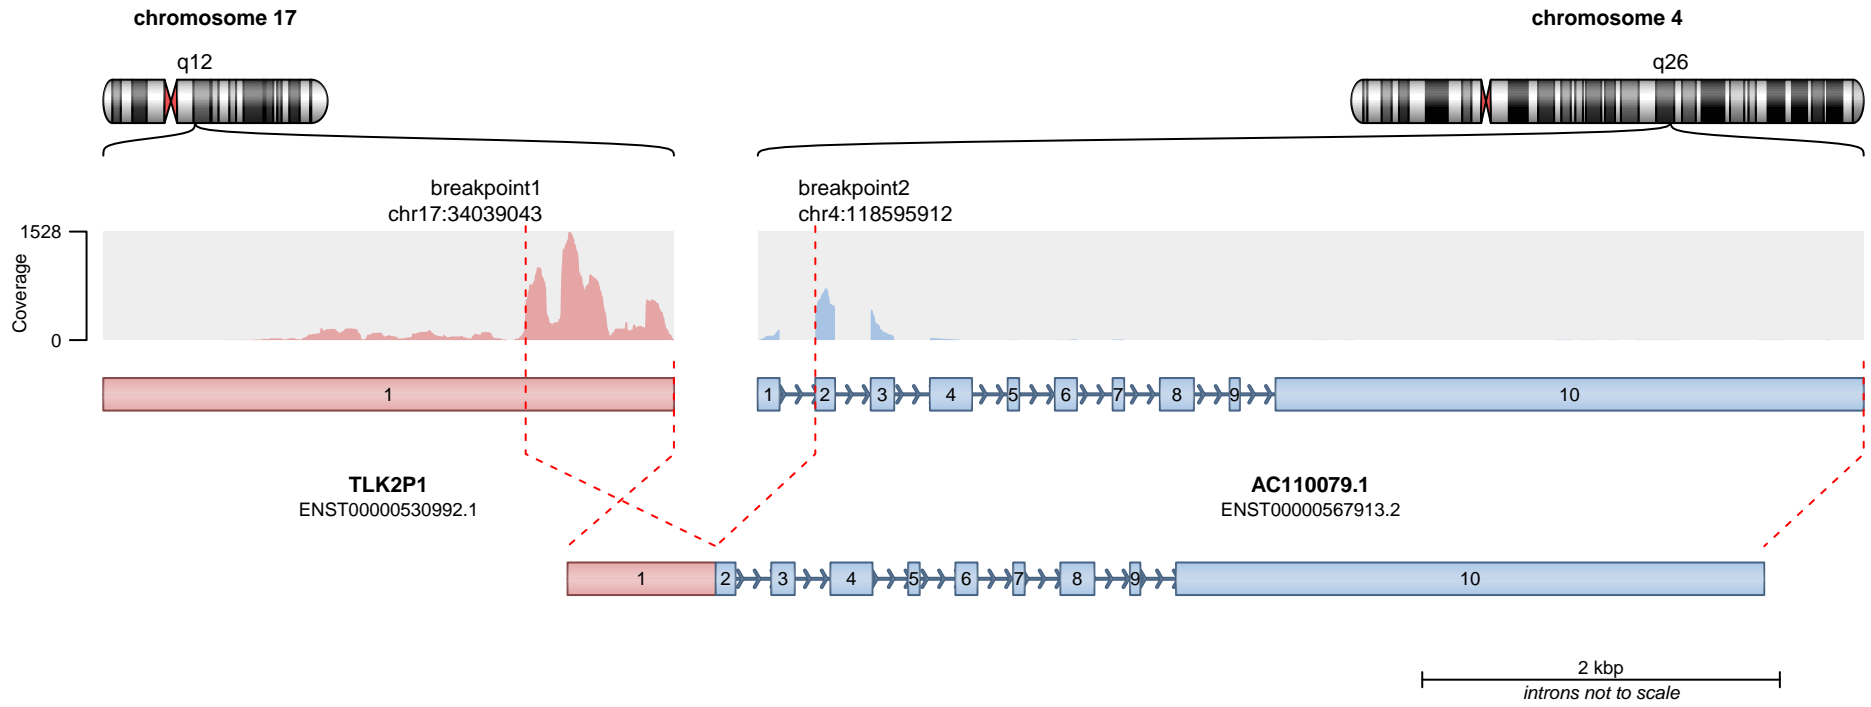 chromosome 17
chromosome 4
q12
q26
breakpoint1
chr17:34039043
breakpoint2
chr4:118595912
1528
Coverage
0
1
1 2 3 4 5 6 7 8 9 10
TLK2P1
ENST00000530992.1
AC110079.1
ENST00000567913.2
1 2 3 4 5 6 7 8 9 10
2 kbp
introns not to scale